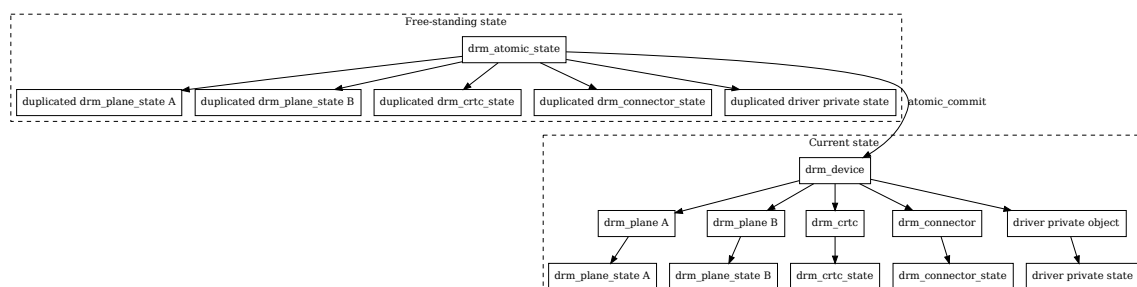 Free-standing state
drm_atomic_state
duplicated drm_plane_state A
duplicated drm_plane_state B
duplicated drm_crtc_state
duplicated drm_connector_state
duplicated driver private state
atomic_commit
Current state
drm_device
drm_plane A
drm_plane B
drm_crtc
drm_connector
driver private object
drm_plane_state A
drm_plane_state B
drm_crtc_state
drm_connector_state
driver private state